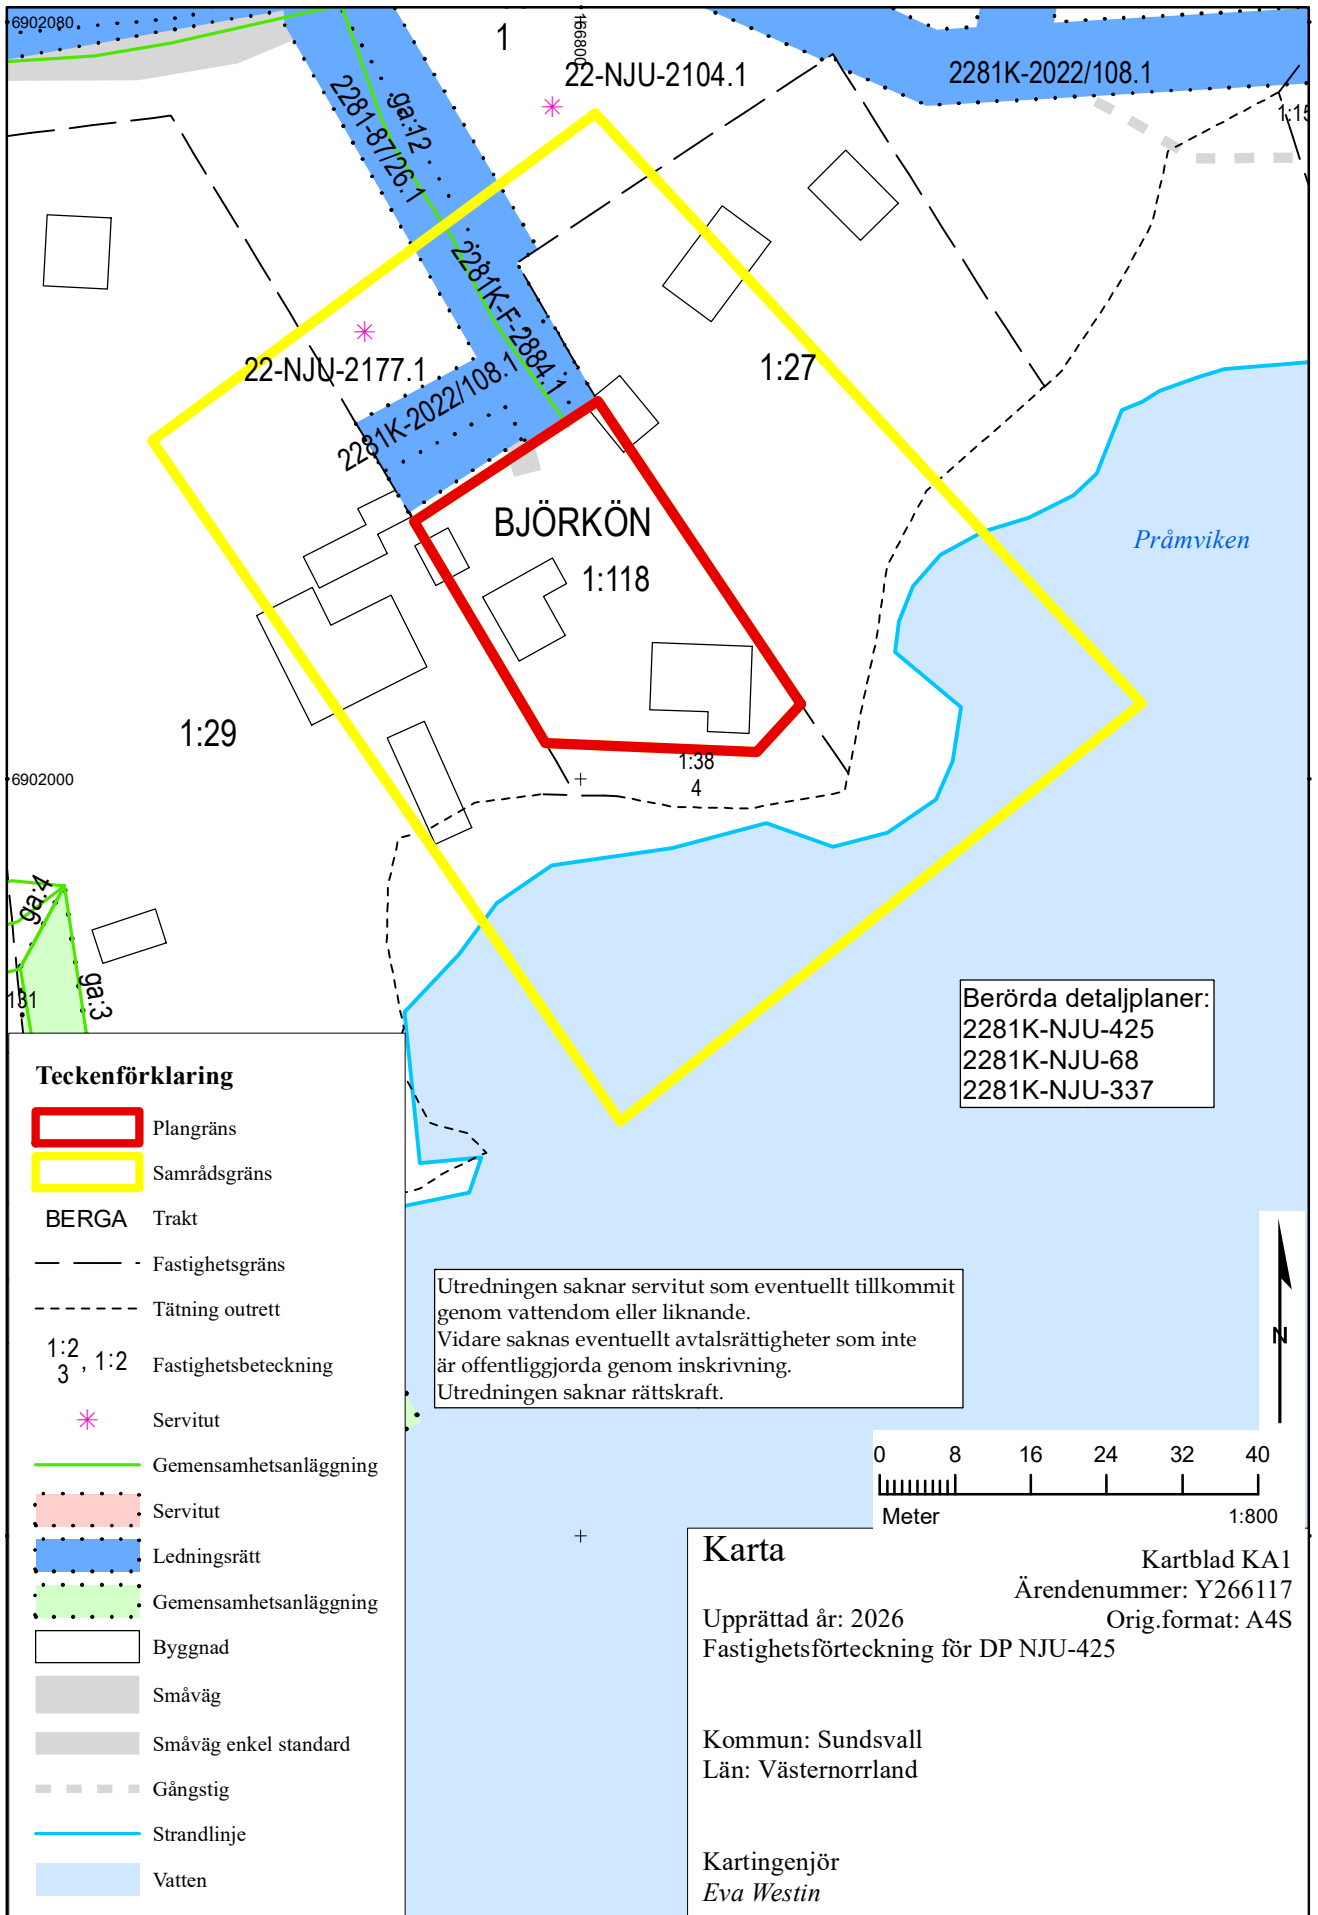 6902080
1
166800
22-NJU-2104.1
2281K-2022/108.1
1:15
ga:12
2281-87/26.1
2281K-F-2884.1
22-NJU-2177.1
2281K-2022/108.1
1:27
BJÖRKÖN
1:118
Pråmviken
1:29
6902000
1:38
4
ga:4
ga:3
131
Berörda detaljplaner:
2281K-NJU-425
2281K-NJU-68
2281K-NJU-337
Teckenförklaring
Plangräns
Samrådsgräns
BERGA Trakt
Fastighetsgräns
Tätning outrett
1:2
3 , 1:2 Fastighetsbeteckning
Servitut
Gemensamhetsanläggning
Servitut
Ledningsrätt
Gemensamhetsanläggning
Byggnad
Småväg
Småväg enkel standard
Gångstig
Strandlinje
Vatten
Utredningen saknar servitut som eventuellt tillkommit
genom vattendom eller liknande.
Vidare saknas eventuellt avtalsrättigheter som inte
är offentliggjorda genom inskrivning.
Utredningen saknar rättskraft.
N
0 8 16 24 32 40
Meter 1:800
Karta
Kartblad KA1
Ärendenummer: Y266117
Upprättad år: 2026 Orig.format: A4S
Fastighetsförteckning för DP NJU-425
Kommun: Sundsvall
Län: Västernorrland
Kartingenjör
Eva Westin